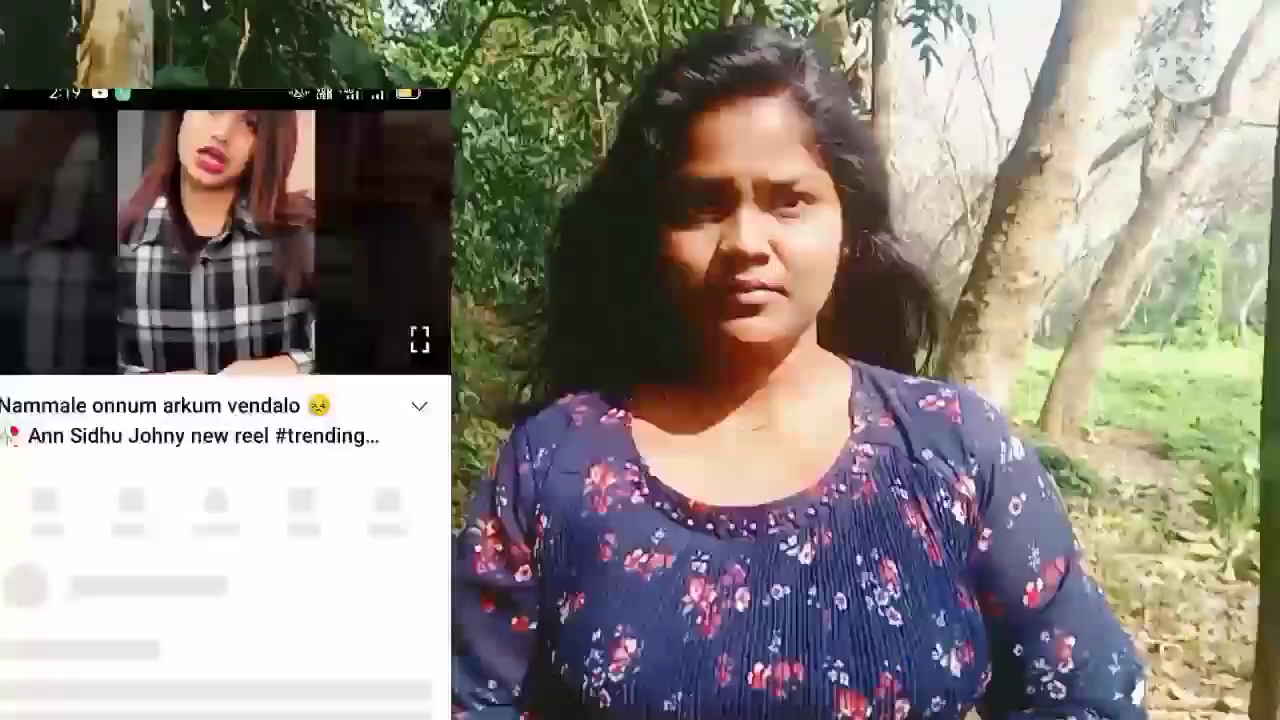 2:19
Nammale onnum arkum vendalo 😣
🥀 Ann Sidhu Johny new reel #trending...